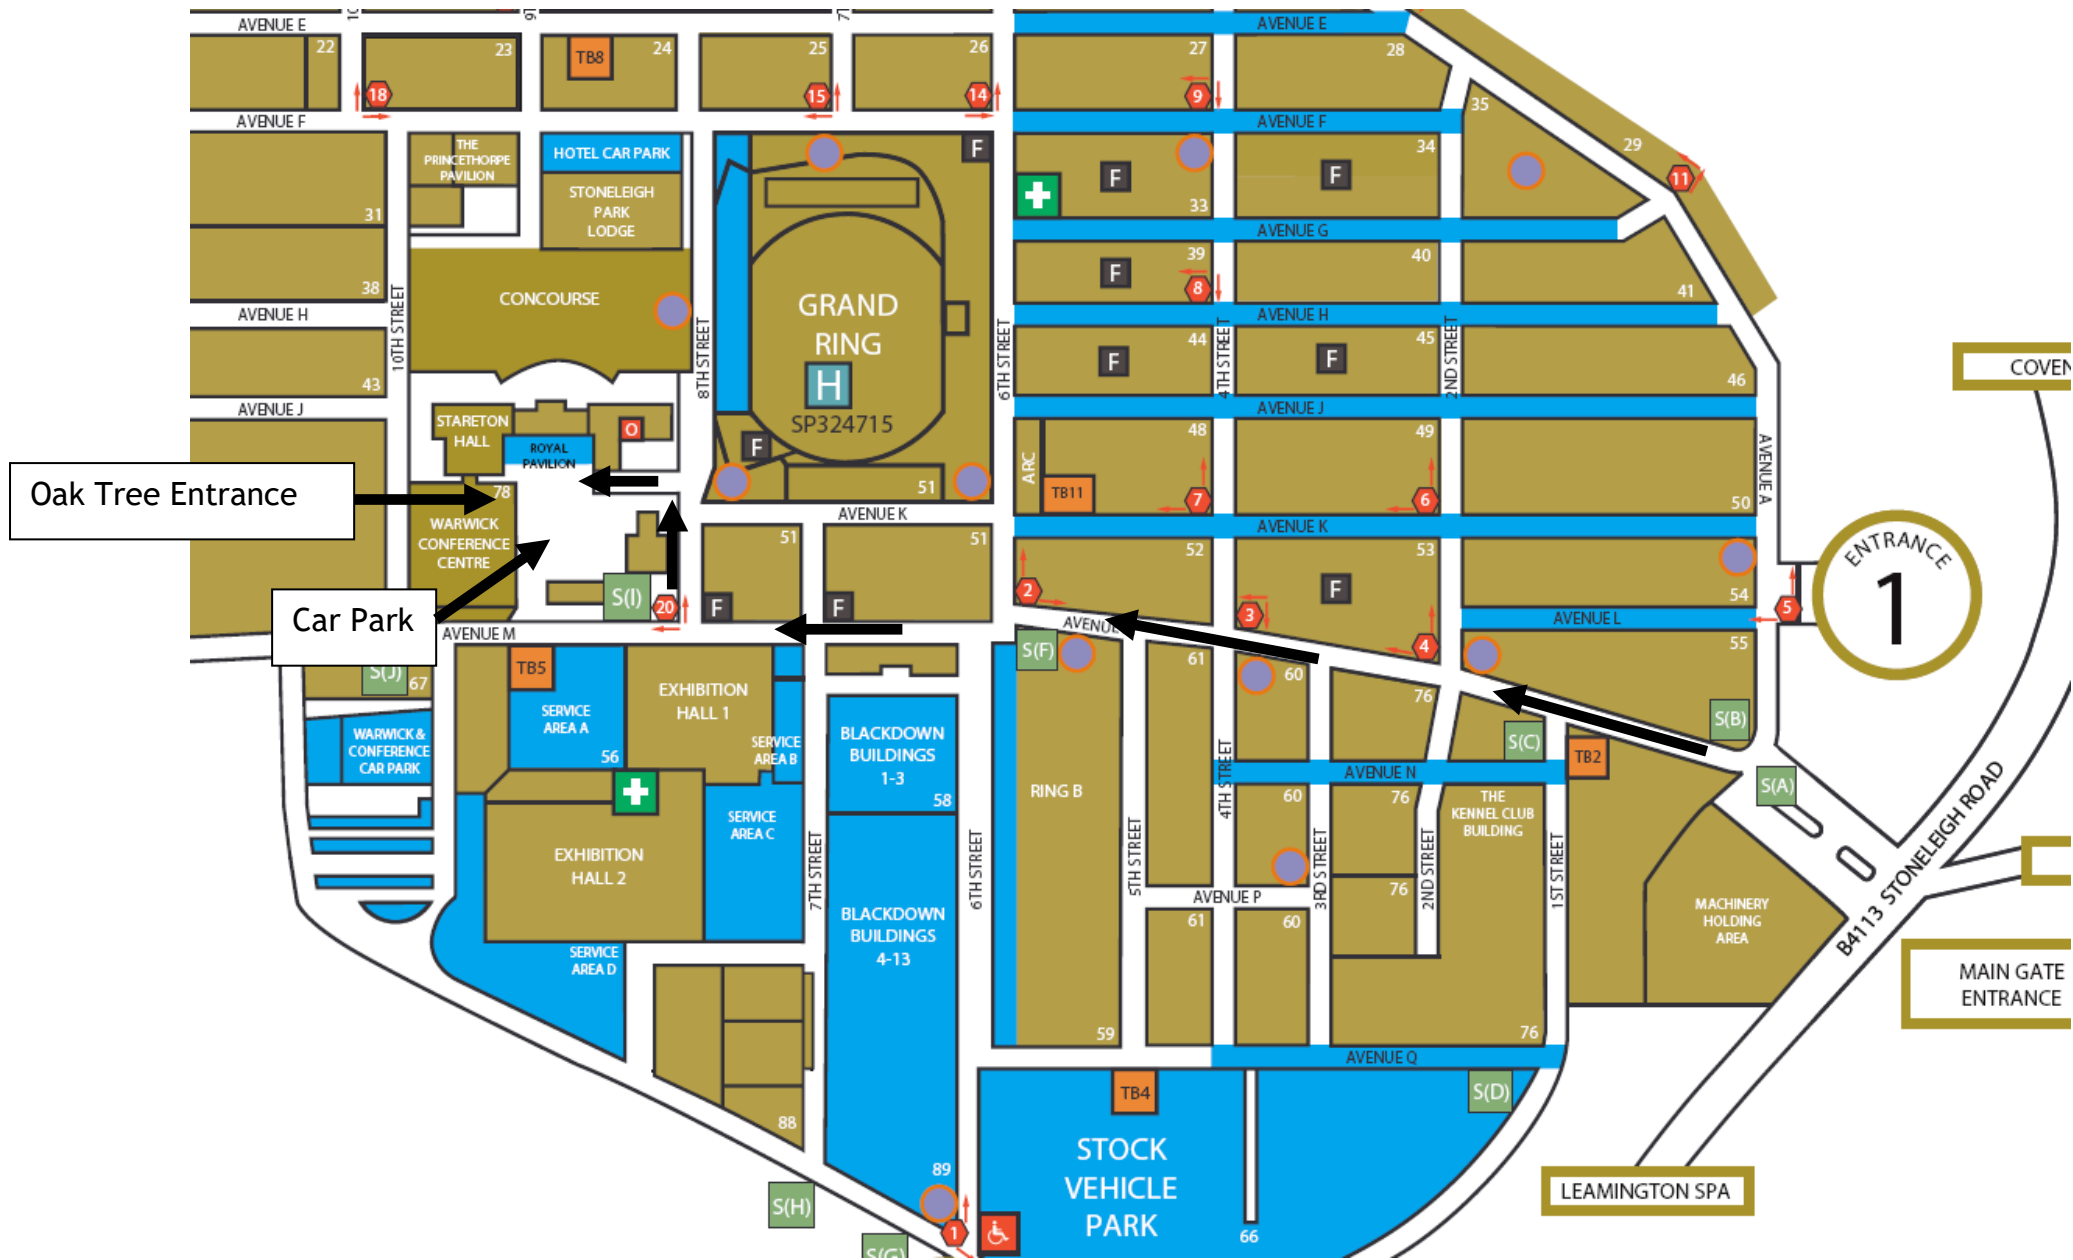 AVENUE E
AVENUE E
22
23
TB8
24
25
26
27
28
18
15
14
9
35
AVENUE F
AVENUE F
THE
PRINCETHORPE
PAVILION
HOTEL CAR PARK
F
34
29
F
F
11
STONELEIGH
PARK
LODGE
31
33
AVENUE G
38
CONCOURSE
GRAND
RING
H
SP324715
F
39
40
41
8
AVENUE H
AVENUE H
10TH STREET
8TH STREET
6TH STREET
4TH STREET
2ND STREET
44
45
F
F
46
43
COVEN
AVENUE J
AVENUE J
STARETON
HALL
O
ROYAL
PAVILION
F
51
ARC
TB11
48
49
50
7
6
AVENUE A
Oak Tree Entrance
78
WARWICK
CONFERENCE
CENTRE
AVENUE K
AVENUE K
51
51
52
53
54
F
F
F
2
3
4
5
ENTRANCE
1
Car Park
S(I)
20
AVENUE M
AVENUE
AVENUE L
55
S(J)
67
TB5
SERVICE
AREA A
56
EXHIBITION
HALL 1
SERVICE
AREA B
S(F)
61
60
76
S(C)
S(B)
TB2
S(A)
WARWICK &
CONFERENCE
CAR PARK
BLACKDOWN
BUILDINGS
1-3
58
RING B
4TH STREET
AVENUE N
60
76
THE
KENNEL CLUB
BUILDING
SERVICE
AREA C
EXHIBITION
HALL 2
7TH STREET
6TH STREET
5TH STREET
3RD STREET
2ND STREET
1ST STREET
76
AVENUE P
61
60
BLACKDOWN
BUILDINGS
4-13
MACHINERY
HOLDING
AREA
B4113 STONELEIGH ROAD
SERVICE
AREA D
MAIN GATE
ENTRANCE
59
76
AVENUE Q
88
TB4
S(D)
STOCK
VEHICLE
PARK
89
66
S(H)
1
S(G)
LEAMINGTON SPA